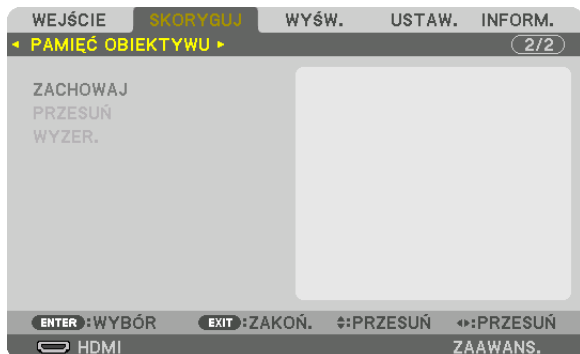 WEJŚCIE SKORYGUJ WYŚW. USTAW. INFORM.
◂ PAMIĘĆ OBIEKTYWU ▸ 2/2
ZACHOWAJ
PRZESUŃ
WYZER.
ENTER :WYBÓR EXIT :ZAKOŃ. ♦:PRZESUŃ ◂▸:PRZESUŃ
HDMI ZAAWANS.